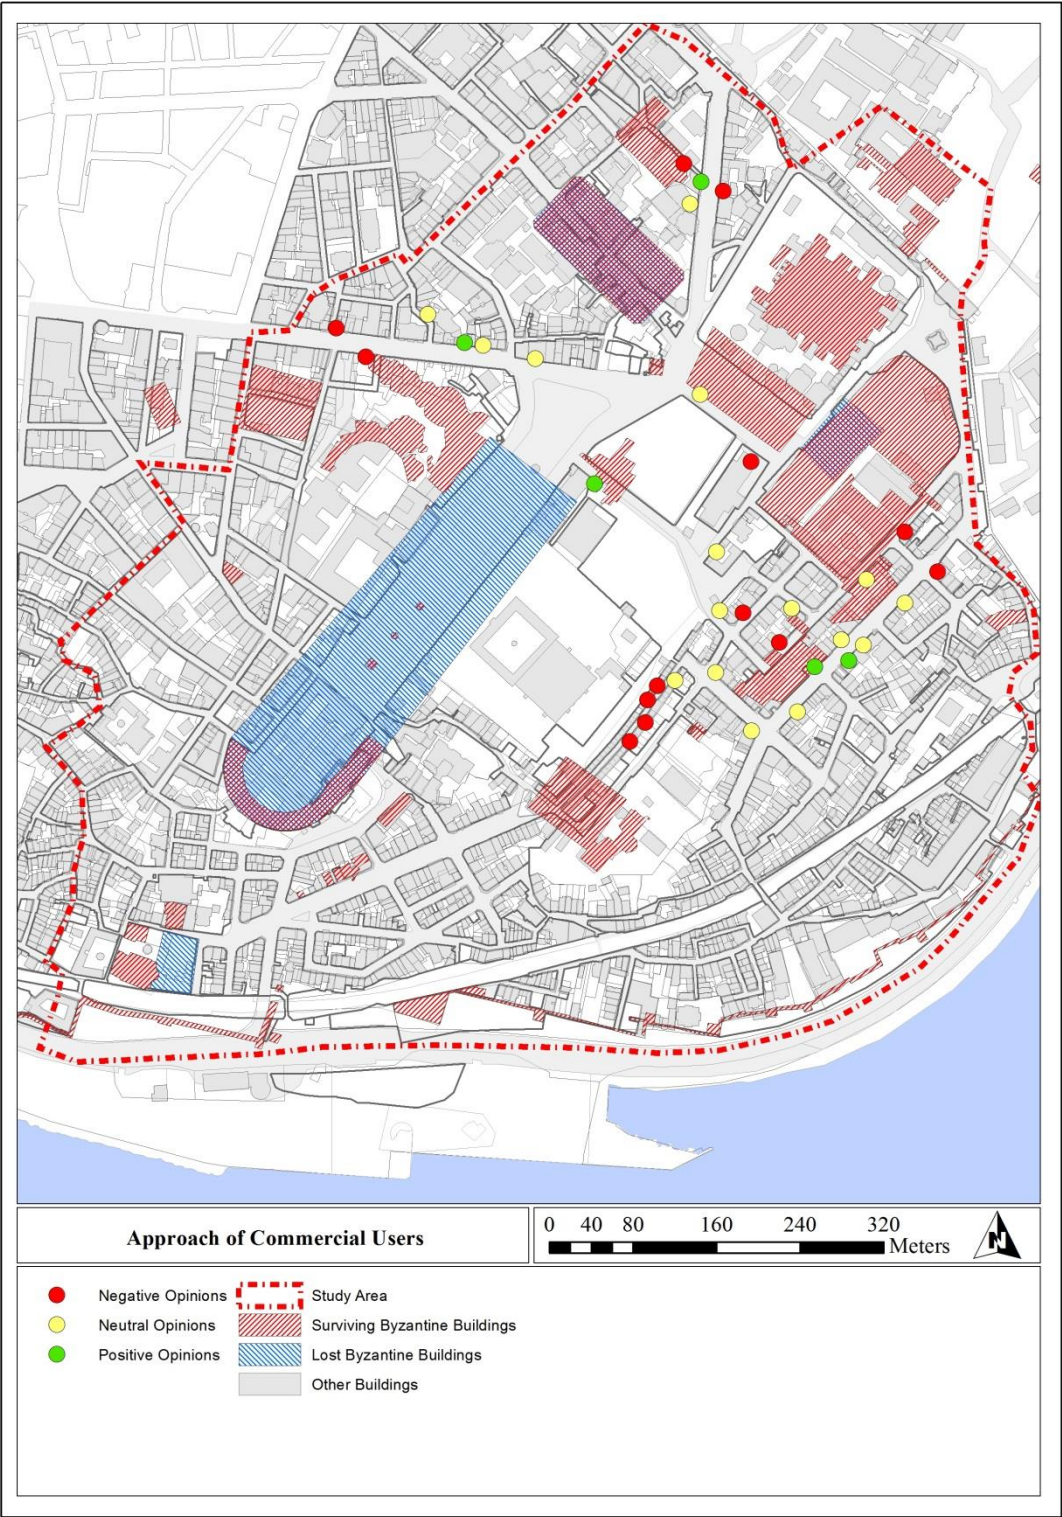 Approach of Commercial Users
0 40 80 160 240 320
Meters
N
Negative Opinions
Neutral Opinions
Positive Opinions
Study Area
Surviving Byzantine Buildings
Lost Byzantine Buildings
Other Buildings